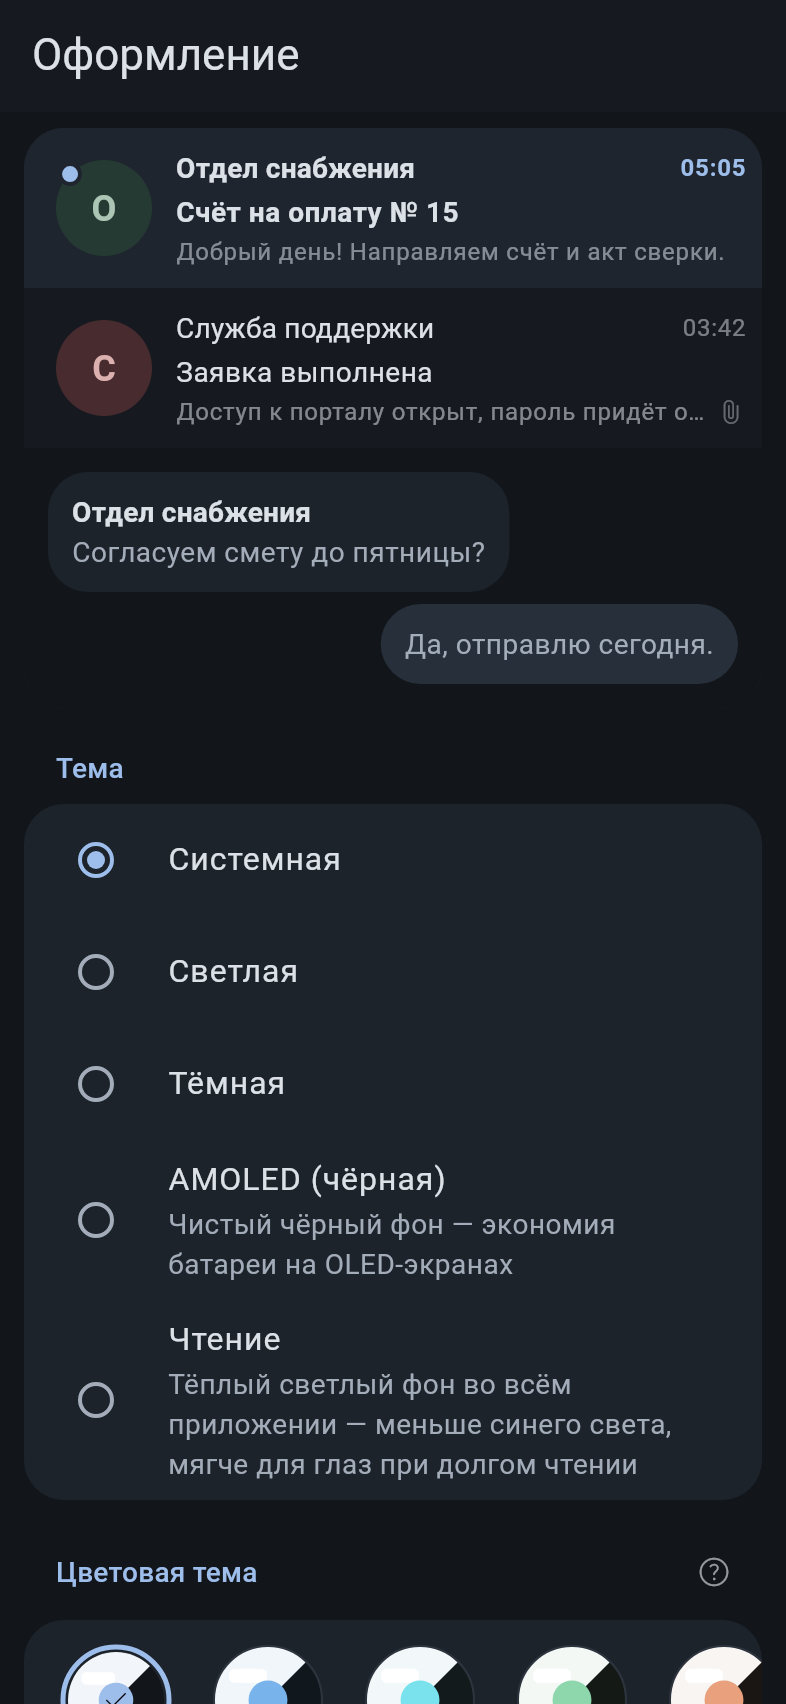 Оформление
О
Отдел снабжения
05:05
Счёт на оплату № 15
Добрый день! Направляем счёт и акт сверки.
С
Служба поддержки
03:42
Заявка выполнена
Доступ к порталу открыт, пароль придёт о…
Отдел снабжения
Согласуем смету до пятницы?
Да, отправлю сегодня.
Тема
Системная
Светлая
Тёмная
AMOLED (чёрная)
Чистый чёрный фон — экономия
батареи на OLED-экранах
Чтение
Тёплый светлый фон во всём
приложении — меньше синего света,
мягче для глаз при долгом чтении
Цветовая тема
?